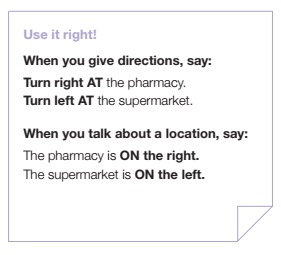 Use it right!
When you give directions, say:
Turn right AT the pharmacy.
Turn left AT the supermarket.
When you talk about a location, say:
The pharmacy is ON the right.
The supermarket is ON the left.